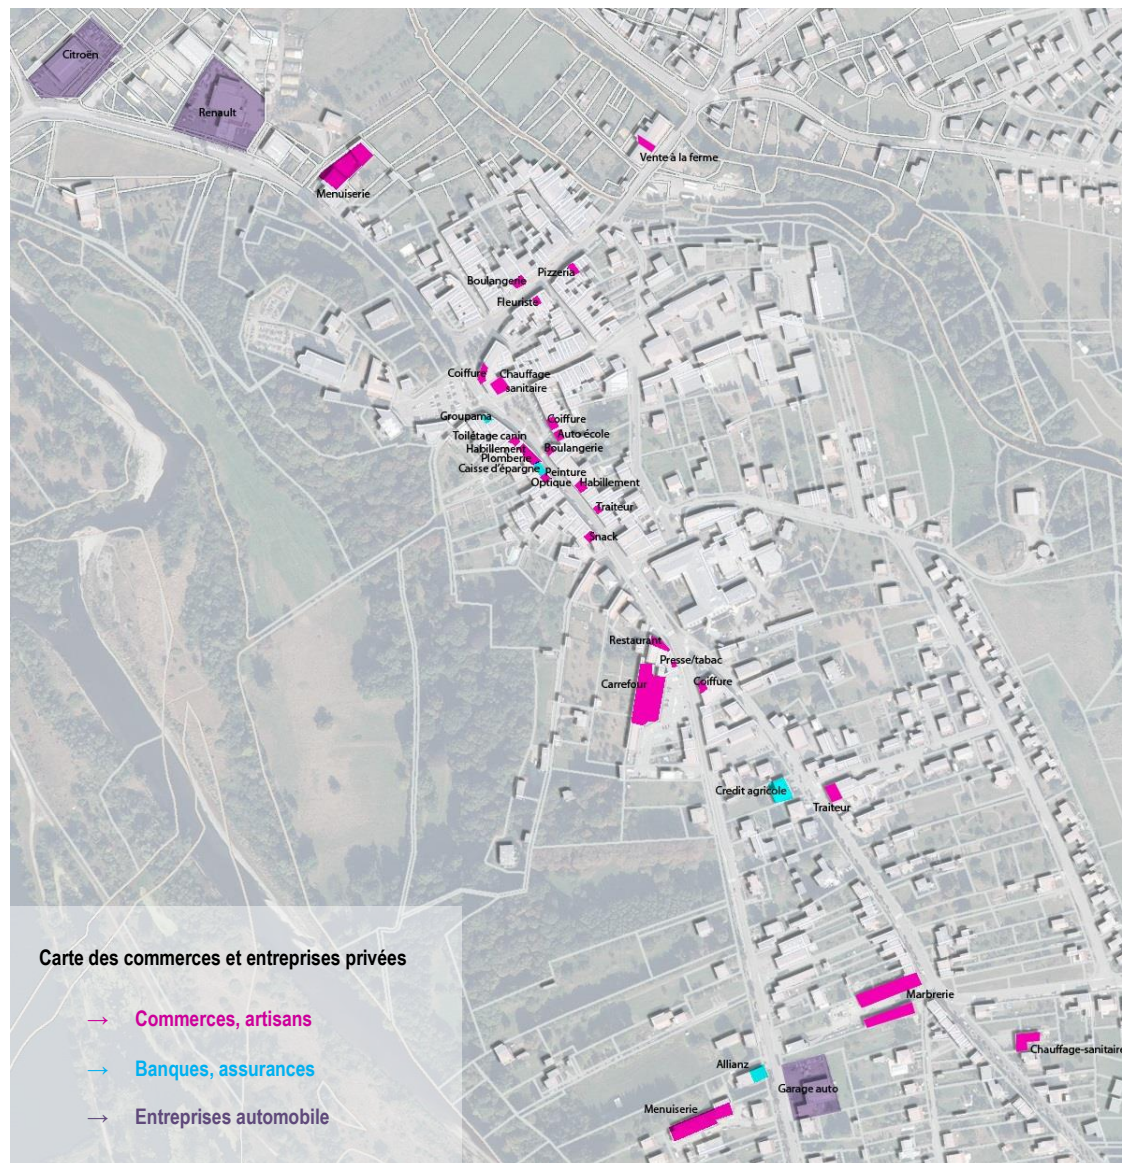 Citroën
Renault
Menuiserie
Vente à la ferme
Pizzeria
Boulangerie
Fleuriste
Coiffure
Chauffage
sanitaire
Groupama
Coiffure
Toilétage canin
Auto école
Habillement
Boulangerie
Plomberie
Caisse d'épargne
Peinture
Optique
Habillement
Traiteur
Snack
Restaurant
Presse/tabac
Carrefour
Coiffure
Credit agricole
Traiteur
Marbrerie
Chauffage-sanitaire
Allianz
Garage auto
Menuiserie
Carte des commerces et entreprises privées
→ Commerces, artisans
→ Banques, assurances
→ Entreprises automobile